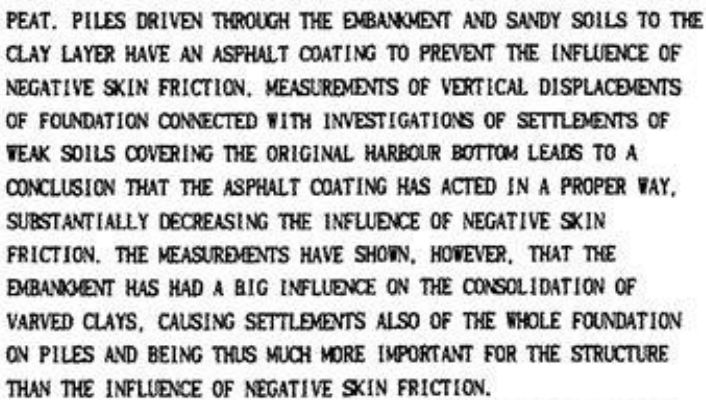 PEAT. PILES DRIVEN THROUGH THE EMBANKMENT AND SANDY SOILS TO THE
CLAY LAYER HAVE AN ASPHALT COATING TO PREVENT THE INFLUENCE OF
NEGATIVE SKIN FRICTION. MEASUREMENTS OF VERTICAL DISPLACEMENTS
OF FOUNDATION CONNECTED WITH INVESTIGATIONS OF SETTLEMENTS OF
WEAK SOILS COVERING THE ORIGINAL HARBOUR BOTTOM LEADS TO A
CONCLUSION THAT THE ASPHALT COATING HAS ACTED IN A PROPER WAY,
SUBSTANTIALLY DECREASING THE INFLUENCE OF NEGATIVE SKIN
FRICTION. THE MEASUREMENTS HAVE SHOWN, HOWEVER, THAT THE
EMBANKMENT HAS HAD A BIG INFLUENCE ON THE CONSOLIDATION OF
VARVED CLAYS, CAUSING SETTLEMENTS ALSO OF THE WHOLE FOUNDATION
ON PILES AND BEING THUS MUCH MORE IMPORTANT FOR THE STRUCTURE
THAN THE INFLUENCE OF NEGATIVE SKIN FRICTION.